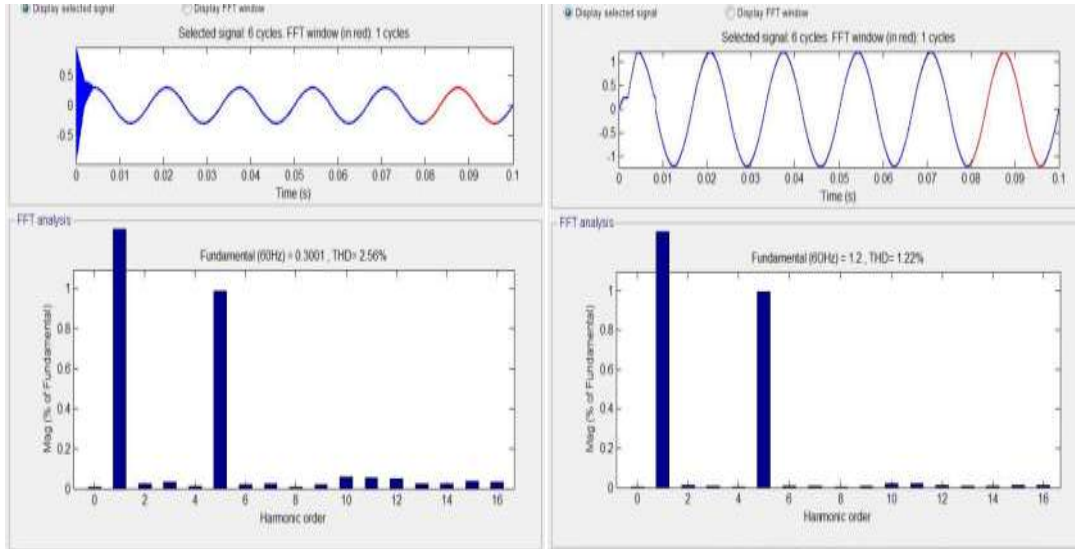 Display selected signal
Display FFT window
Selected signal: 6 cycles. FFT window (in red): 1 cycles
0.5
0
-0.5
0 0.01 0.02 0.03 0.04 0.05 0.06 0.07 0.08 0.09 0.1
Time (s)
FFT analysis
Fundamental (60Hz) = 0.3001 , THD= 2.56%
Mag (% of Fundamental)
1
0.8
0.6
0.4
0.2
0
0 2 4 6 8 10 12 14 16
Harmonic order
Display selected signal
Display FFT window
Selected signal: 6 cycles. FFT window (in red): 1 cycles
1
0.5
0
-0.5
-1
0 0.01 0.02 0.03 0.04 0.05 0.06 0.07 0.08 0.09 0.1
Time (s)
FFT analysis
Fundamental (60Hz) = 1.2 , THD= 1.22%
Mag (% of Fundamental)
1
0.8
0.6
0.4
0.2
0
0 2 4 6 8 10 12 14 16
Harmonic order